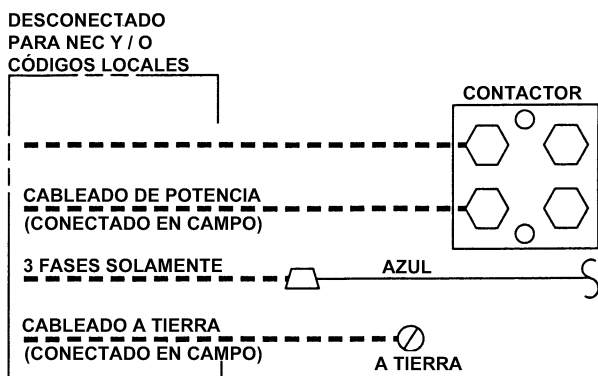 DESCONECTADO
PARA NEC Y / O
CÓDIGOS LOCALES
CONTACTOR
CABLEADO DE POTENCIA
(CONECTADO EN CAMPO)
3 FASES SOLAMENTE
AZUL
CABLEADO A TIERRA
(CONECTADO EN CAMPO)
A TIERRA